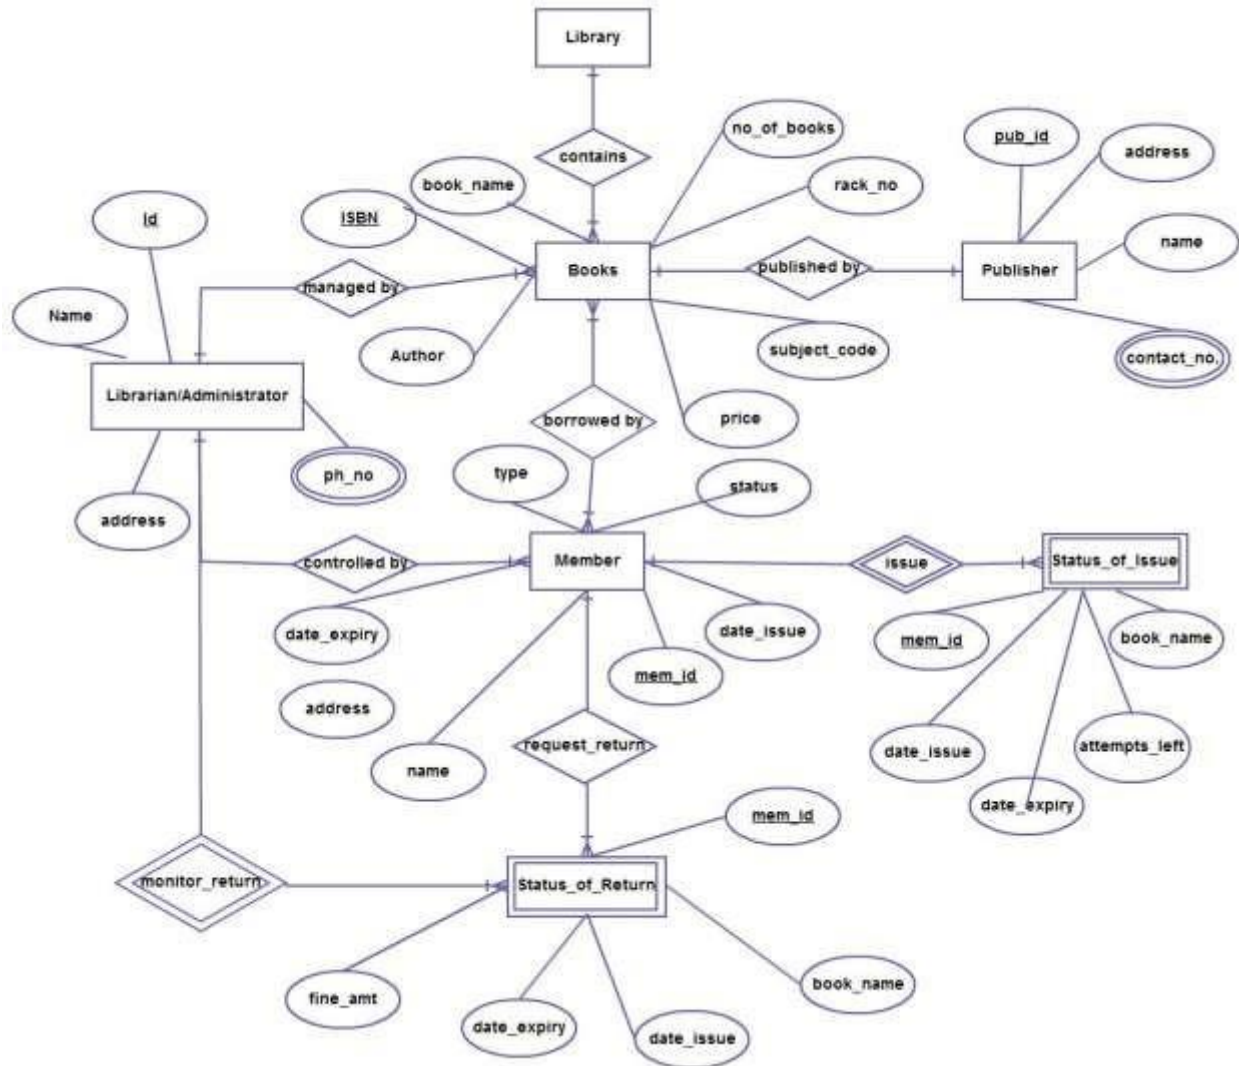 Library
no_of_books
pub_id
contains
address
book_name
rack_no
ISBN
Id
name
Books
published by
Publisher
managed by
Name
Author
subject_code
contact_no.
Librarian/Administrator
borrowed by
price
type
status
ph_no
address
controlled by
Member
issue
Status_of_Issue
date_expiry
date_issue
mem_id
book_name
mem_id
address
request_return
date_issue
attempts_left
name
date_expiry
mem_id
monitor_return
Status_of_Return
book_name
fine_amt
date_expiry
date_issue